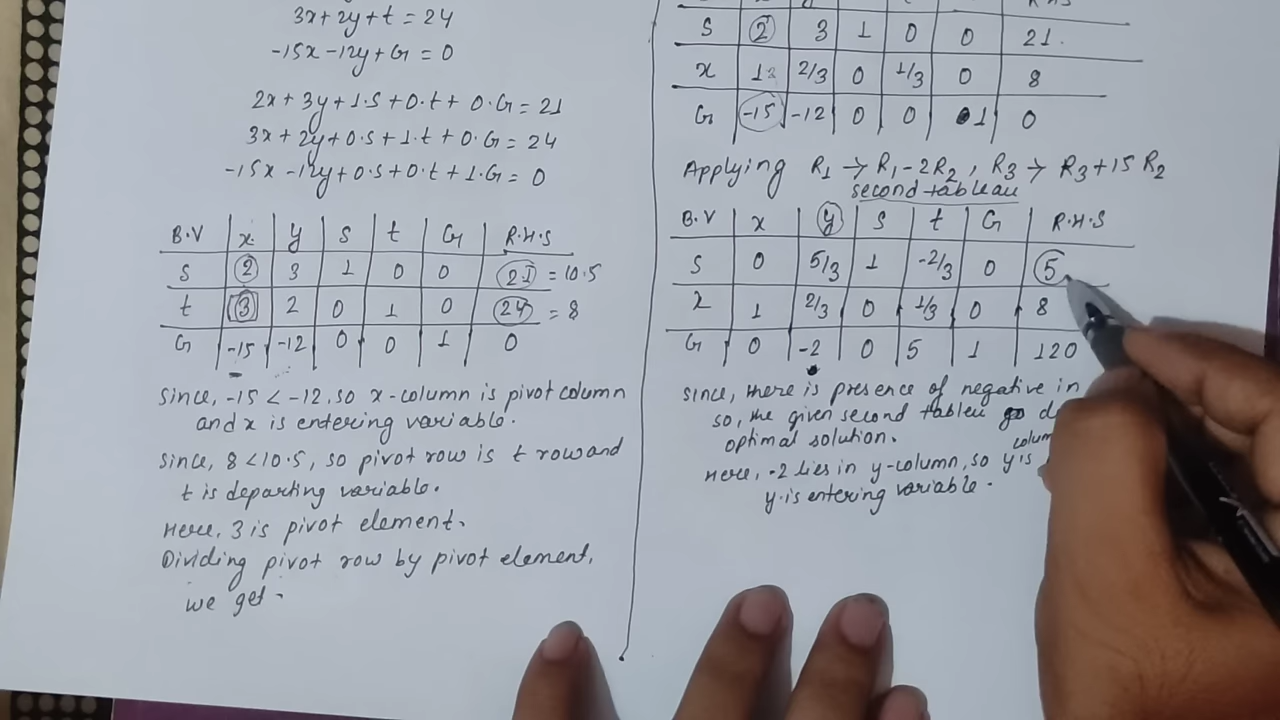 3x + 2y + t = 24
-15x - 12y + G = 0
2x + 3y + 1.s + 0.t + 0.G = 21
3x + 2y + 0.s + 1.t + 0.G = 24
-15x - 12y + 0.s + 0.t + 1.G = 0
B.V x y s t G R.H.S
s 2 3 1 0 0 21 = 10.5
t 3 2 0 1 0 24 = 8
G -15 -12 0 0 1 0
Since, -15 < -12, so x-column is pivot column
and x is entering variable.
Since, 8 < 10.5, so pivot row is t row and
t is departing variable.
Here, 3 is pivot element.
Dividing pivot row by pivot element,
we get-
R.H.S
s 2 3 1 0 0 21.
x 1 2/3 0 1/3 0 8
G -15 -12 0 0 1 0
Applying R1 → R1 - 2R2, R3 → R3 + 15 R2
second tableau
B.V x y s t G R.H.S
s 0 5/3 1 -2/3 0 5
x 1 2/3 0 1/3 0 8
G 0 -2 0 5 1 120
Since, there is presence of negative in
so, the given second tableu
optimal solution.
colum
Here, -2 lies in y-column, so y is
y is entering variable.